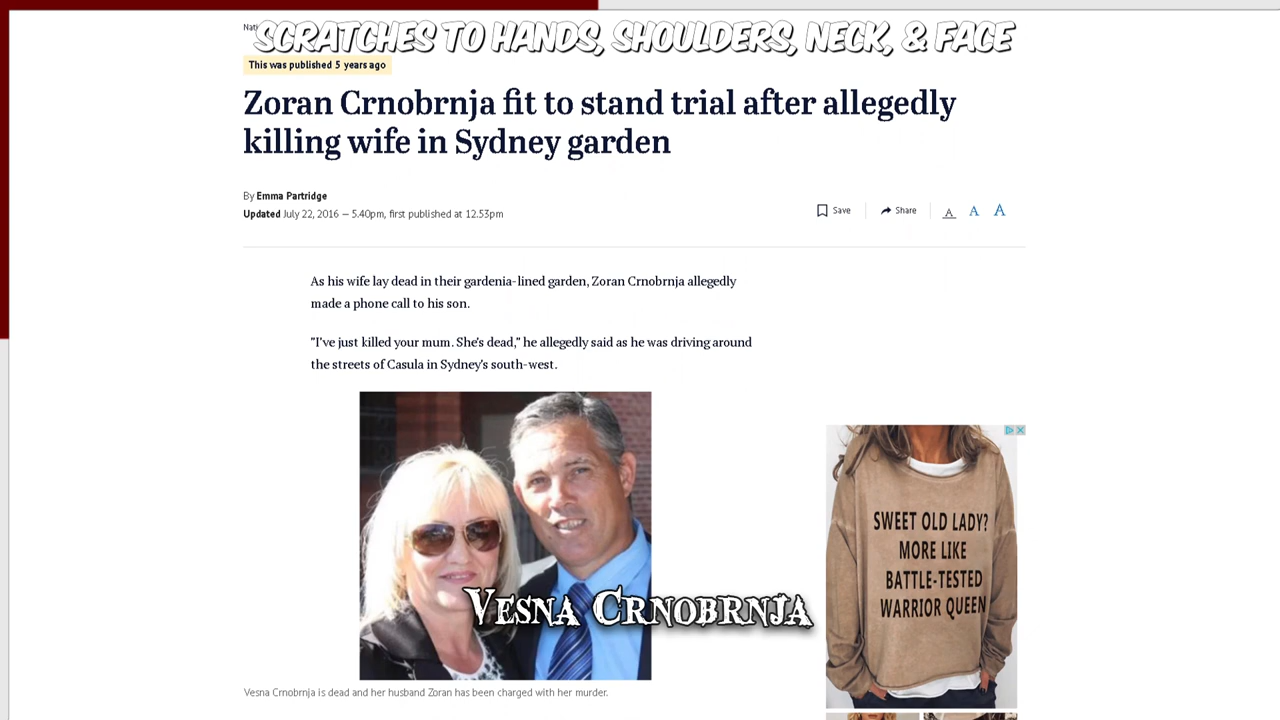 Nati
SCRATCHES TO HANDS, SHOULDERS, NECK, & FACE
This was published 5 years ago
Zoran Crnobrnja fit to stand trial after allegedly
killing wife in Sydney garden
By Emma Partridge
Updated July 22, 2016 — 5.40pm, first published at 12.53pm
Save
Share
A A A
As his wife lay dead in their gardenia-lined garden, Zoran Crnobrnja allegedly
made a phone call to his son.
"I've just killed your mum. She's dead," he allegedly said as he was driving around
the streets of Casula in Sydney's south-west.
SWEET OLD LADY?
MORE LIKE
BATTLE-TESTED
WARRIOR QUEEN
VESNA CRNOBRNJA
Vesna Crnobrnja is dead and her husband Zoran has been charged with her murder.